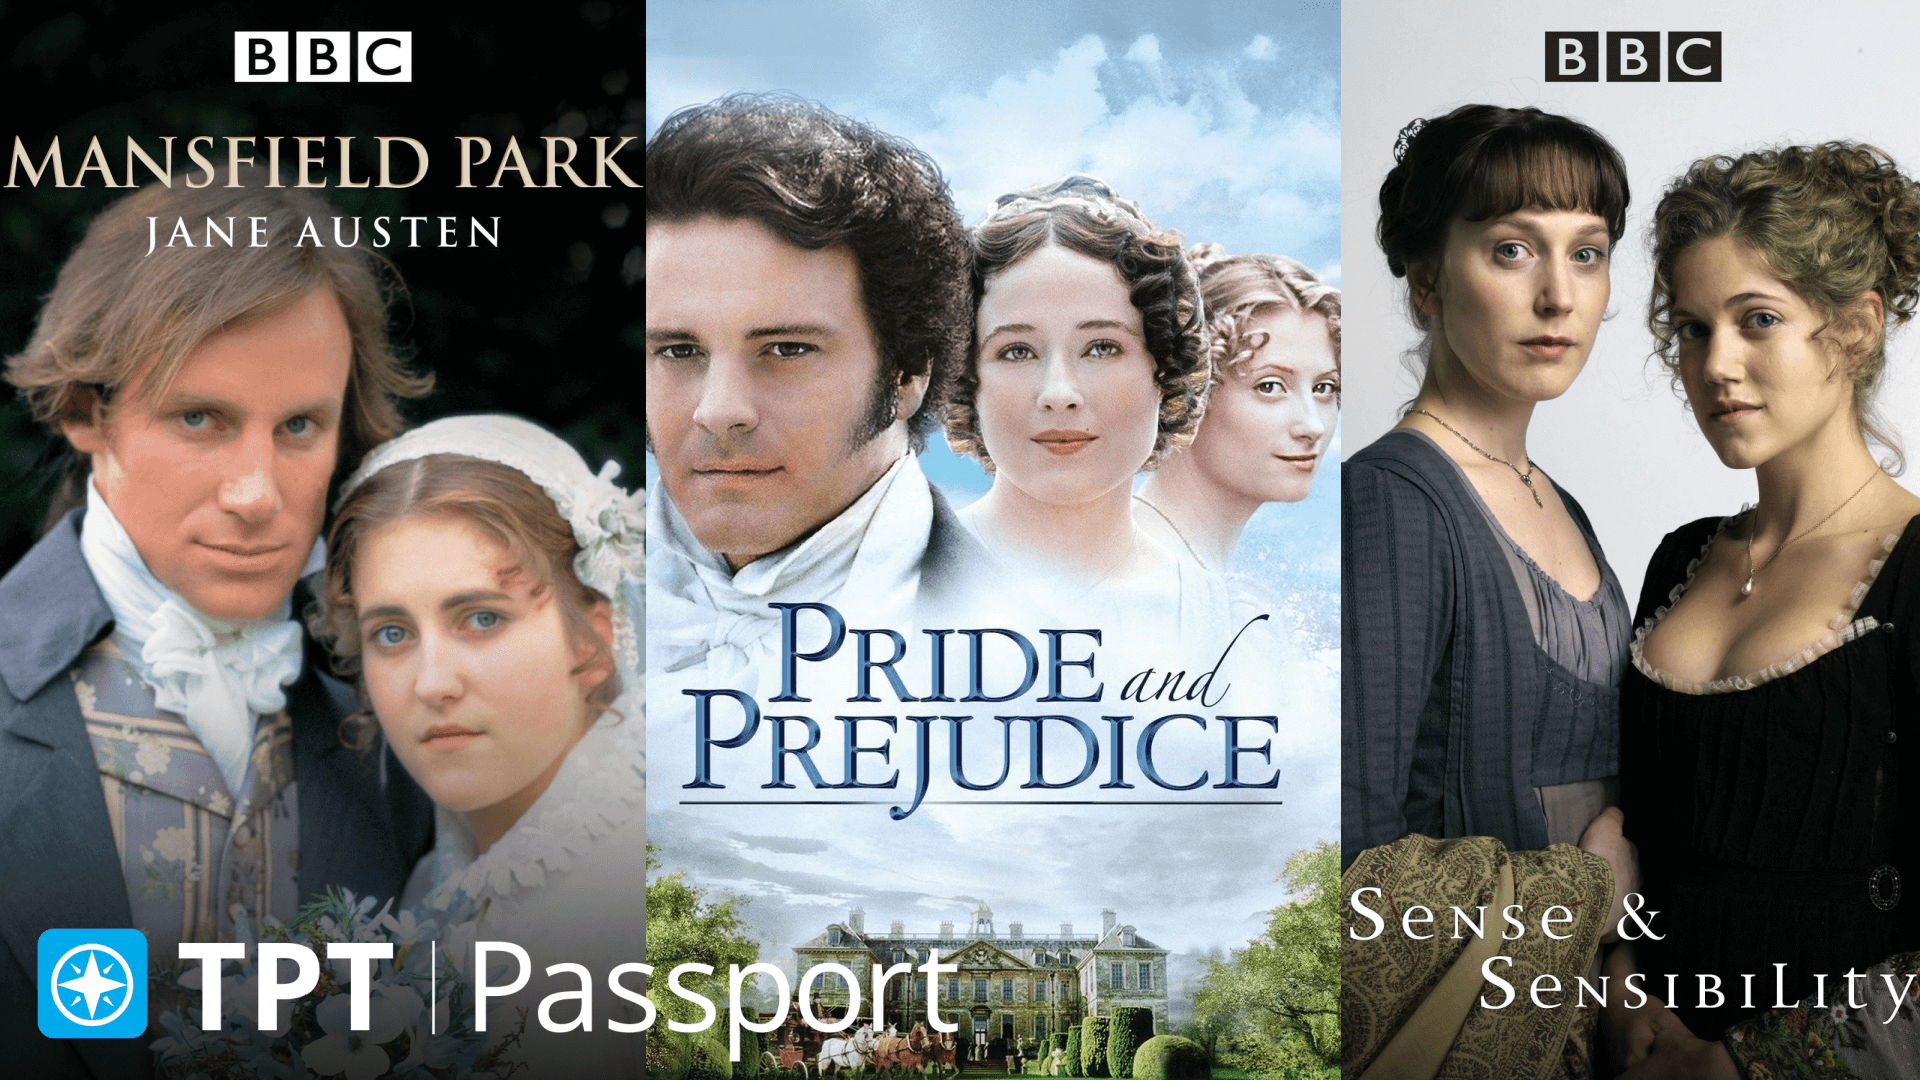 BBC
MANSFIELD PARK
JANE AUSTEN
TPT | Passport
PRIDE and
PREJUDICE
BBC
SENSE &
SENSIBILITY